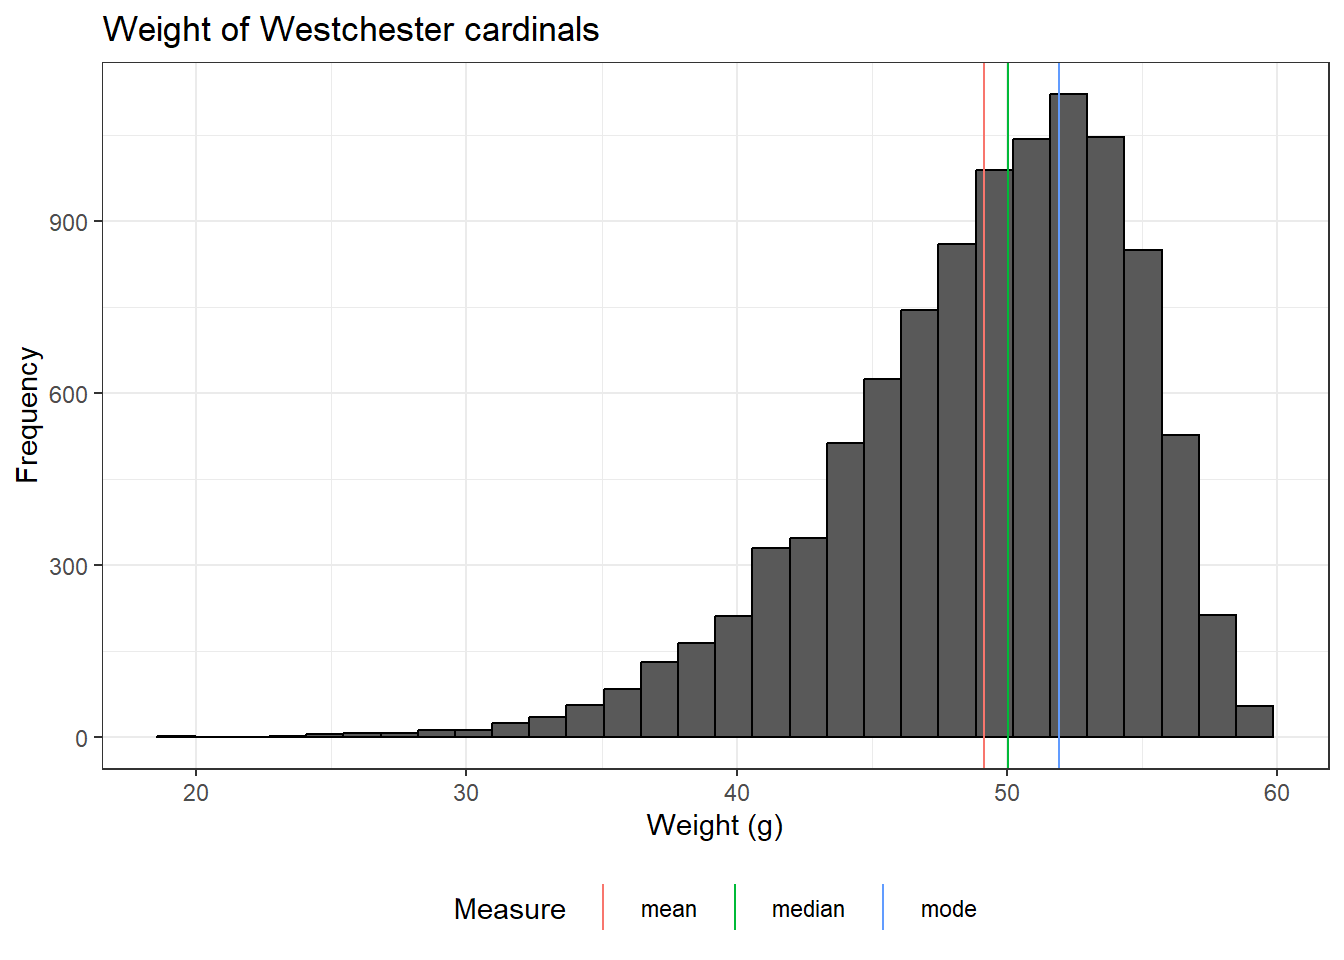 Weight of Westchester cardinals
Frequency
900
600
300
0
20 30 40 50 60
Weight (g)
Measure mean median mode